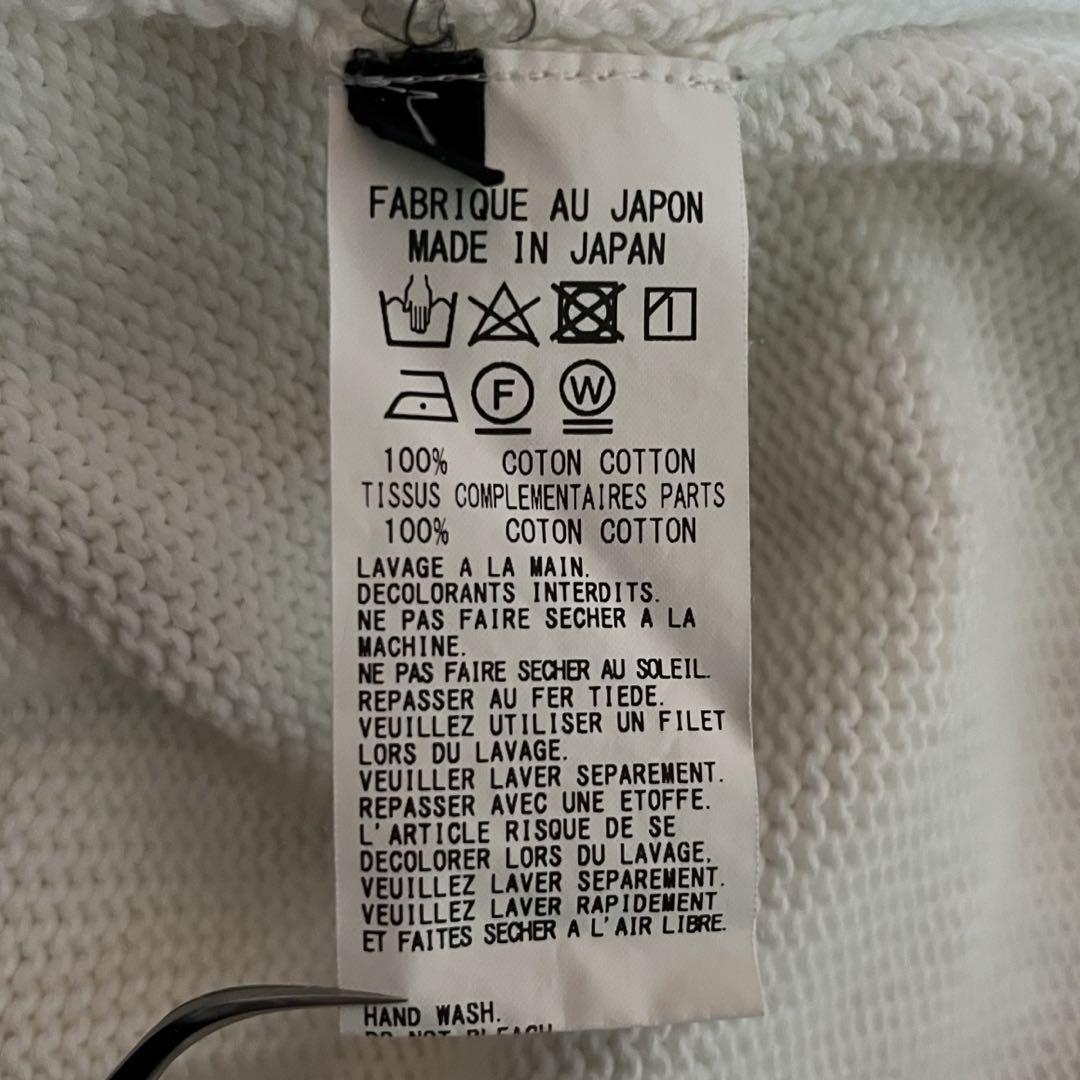 FABRIQUE AU JAPON
MADE IN JAPAN
F W
100% COTON COTTON
TISSUS COMPLEMENTAIRES PARTS
100% COTON COTTON
LAVAGE A LA MAIN.
DECOLORANTS INTERDITS.
NE PAS FAIRE SECHER A LA
MACHINE.
NE PAS FAIRE SECHER AU SOLEIL.
REPASSER AU FER TIEDE.
VEUILLEZ UTILISER UN FILET
LORS DU LAVAGE.
VEUILLER LAVER SEPAREMENT.
REPASSER AVEC UNE ETOFFE.
L'ARTICLE RISQUE DE SE
DECOLORER LORS DU LAVAGE,
VEUILLEZ LAVER SEPAREMENT.
VEUILLEZ LAVER RAPIDEMENT
ET FAITES SECHER A L'AIR LIBRE.
HAND WASH.
DO NOT BLEACH